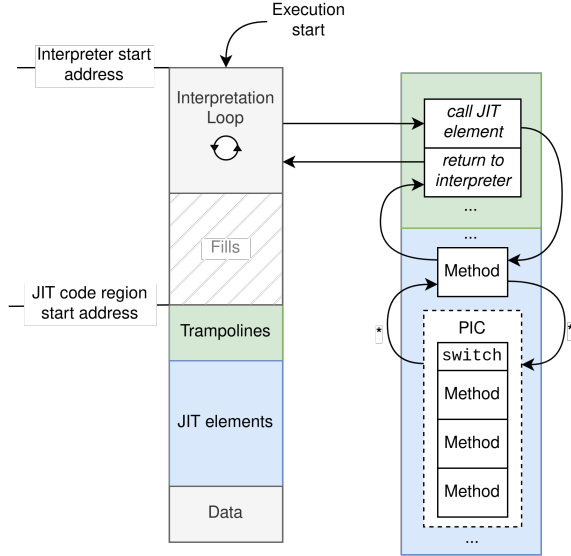 Execution
start
Interpreter start
address
Interpretation
Loop
Fills
JIT code region
start address
Trampolines
JIT elements
Data
call JIT
element
return to
interpreter
...
...
Method
*
*
PIC
switch
Method
Method
Method
...